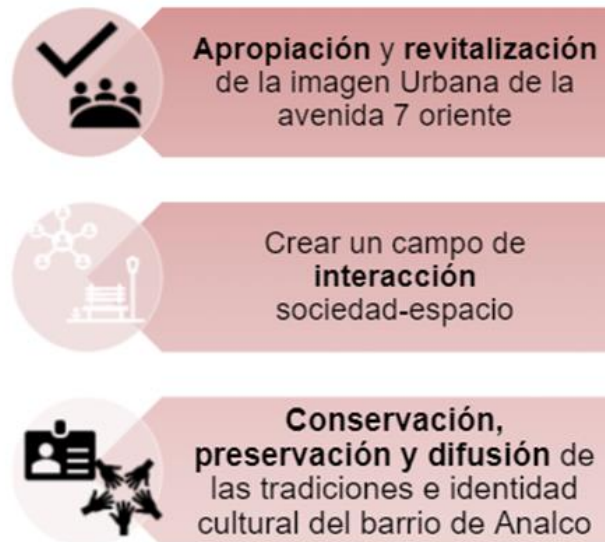 Apropiación y revitalización
de la imagen Urbana de la
avenida 7 oriente
Crear un campo de
interacción
sociedad-espacio
Conservación,
preservación y difusión de
las tradiciones e identidad
cultural del barrio de Analco